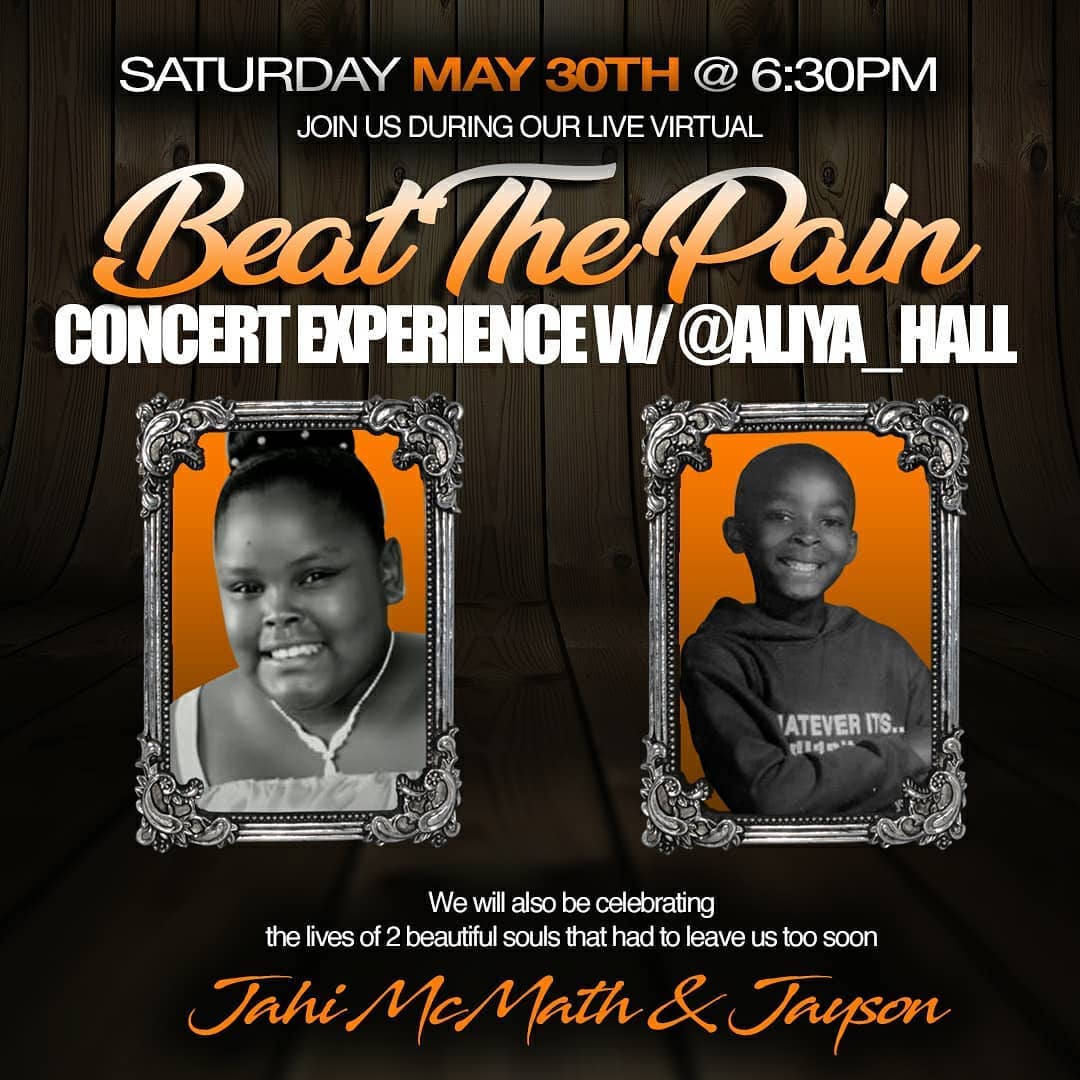 SATURDAY MAY 30TH @ 6:30PM
JOIN US DURING OUR LIVE VIRTUAL
Beat The Pain
CONCERT EXPERIENCE W/ @ALIYA_HALL
ATEVER ITS..
We will also be celebrating
the lives of 2 beautiful souls that had to leave us too soon
Jahi McMath & Jayson